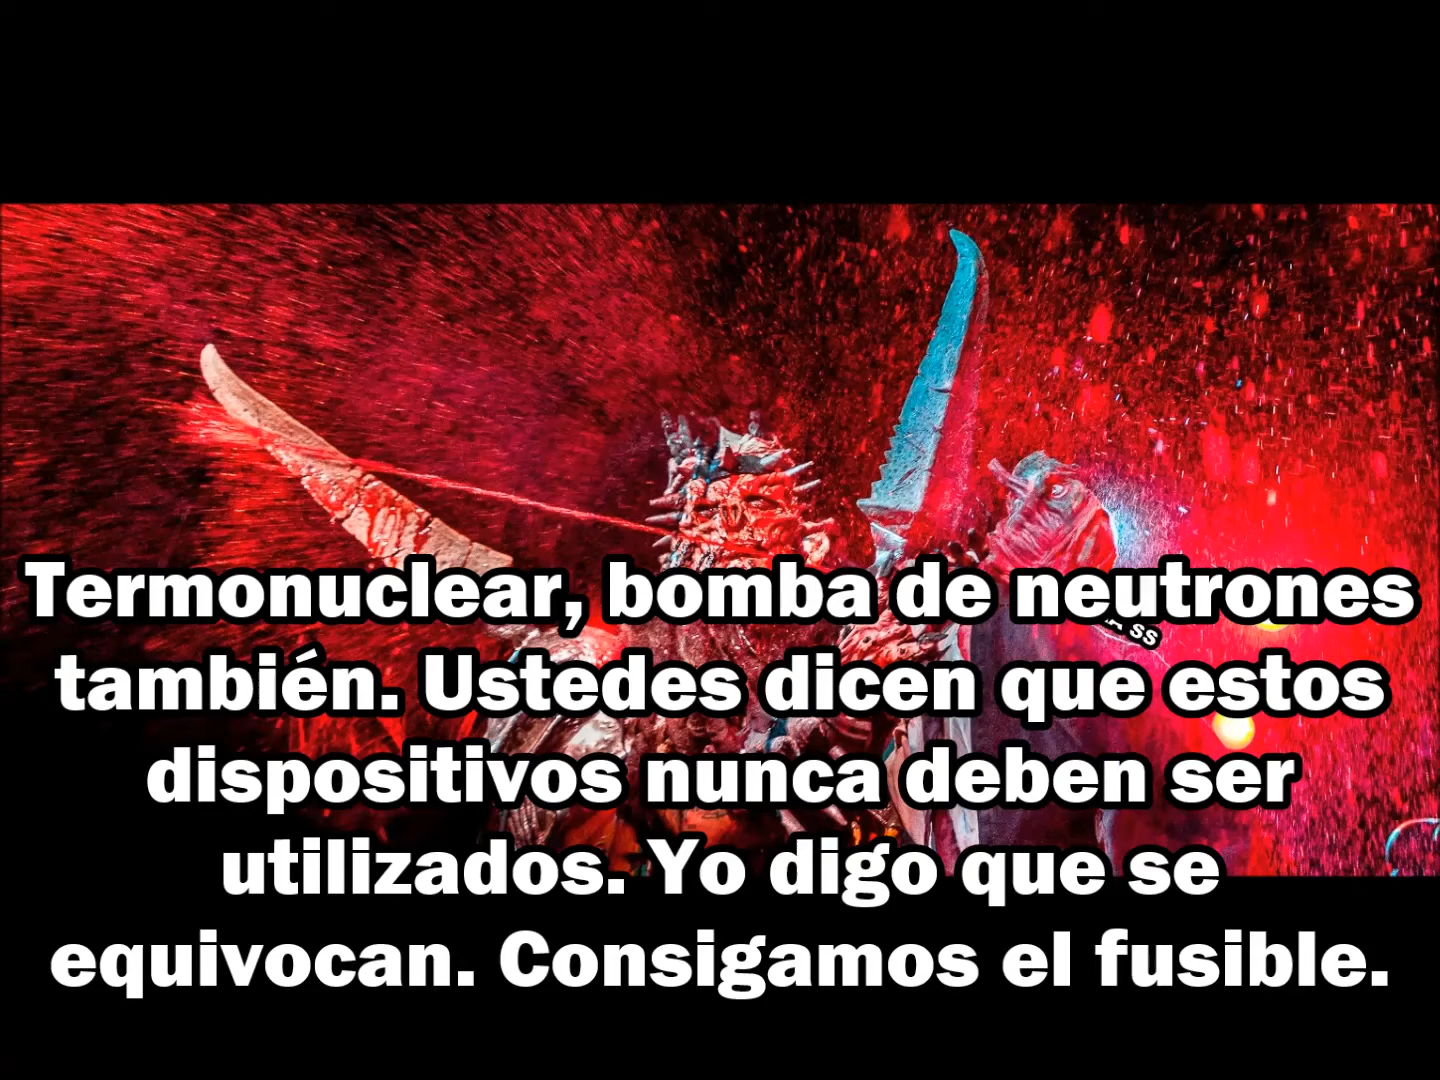 Termonuclear, bomba de neutrones
también. Ustedes dicen que estos
dispositivos nunca deben ser
utilizados. Yo digo que se
equivocan. Consigamos el fusible.